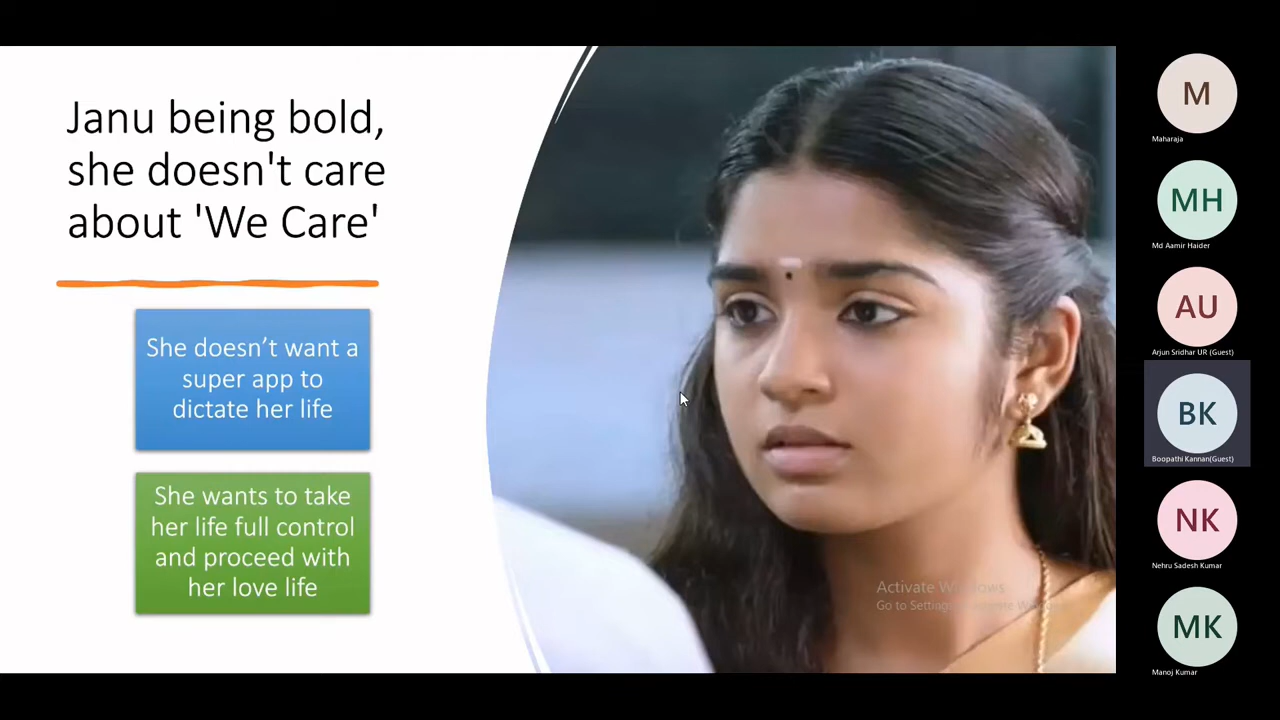 Janu being bold,
she doesn't care
about 'We Care'
She doesn’t want a
super app to
dictate her life
She wants to take
her life full control
and proceed with
her love life
Activate Windows
Go to Settings
M
Maharaja
MH
Md Aamir Haider
AU
Arjun Sridhar UR (Guest)
BK
Boopathi Kannan(Guest)
NK
Nehru Sadesh Kumar
MK
Manoj Kumar